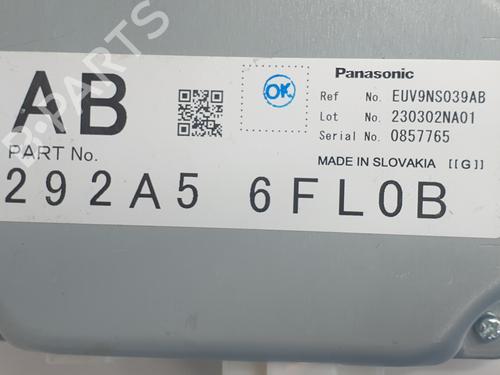 AB
PART No.
292A5 6FL0B
OK
Panasonic
Ref No. EUV9NS039AB
Lot No. 230302NA01
Serial No. 0857765
MADE IN SLOVAKIA [[G]]
B-PARTS